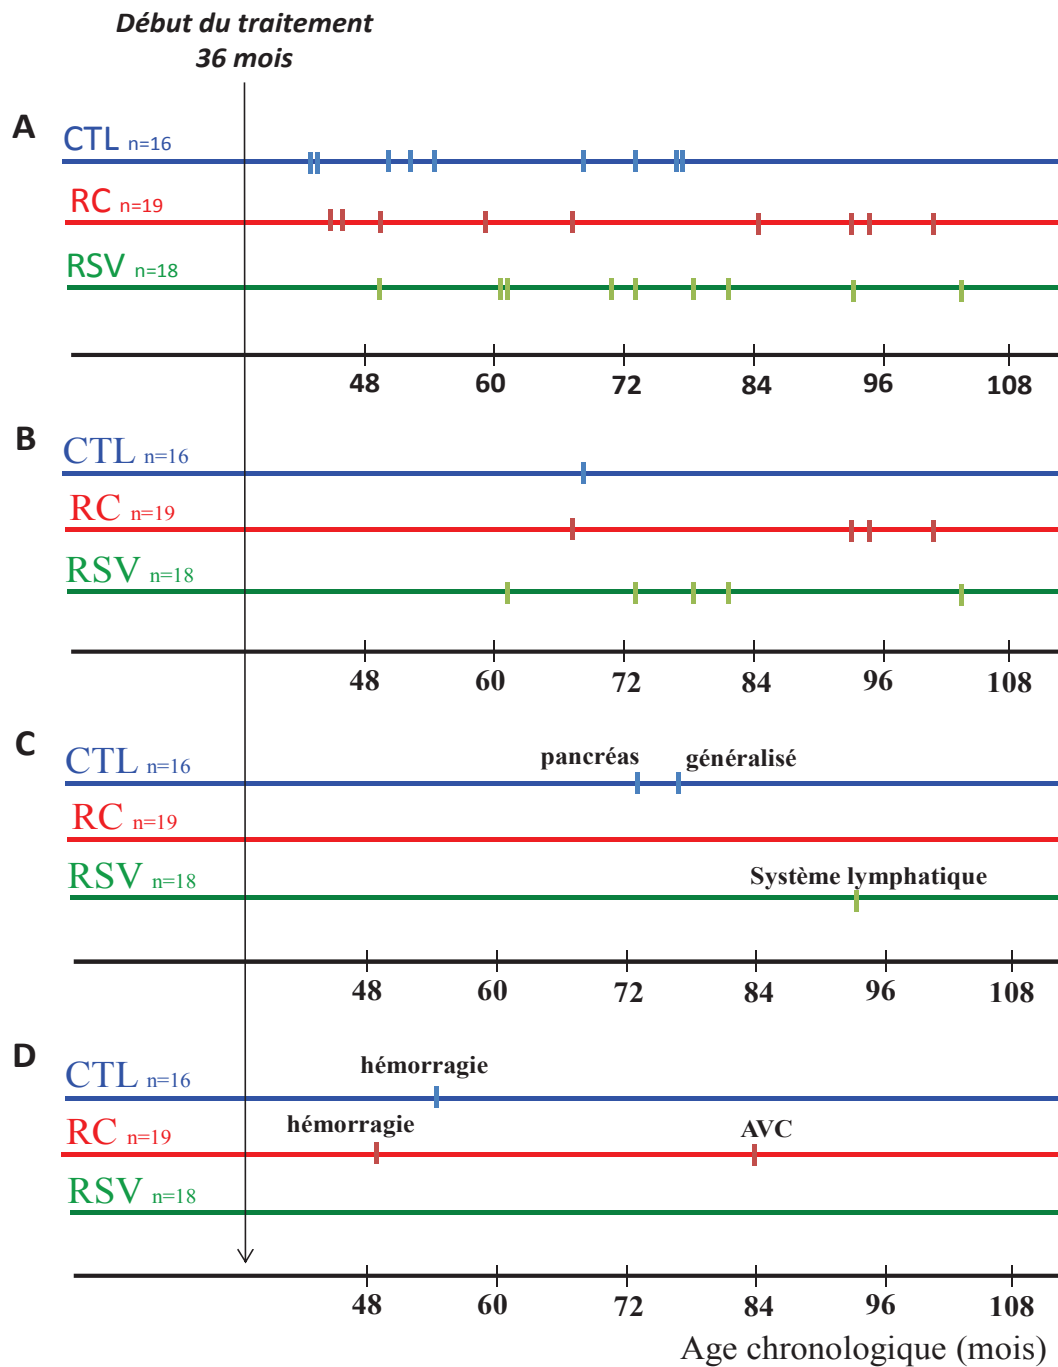 Début du traitement
36 mois
A
CTL n=16
RC n=19
RSV n=18
48 60 72 84 96 108
B
CTL n=16
RC n=19
RSV n=18
48 60 72 84 96 108
C
CTL n=16
pancréas généralisé
RC n=19
RSV n=18
Système lymphatique
48 60 72 84 96 108
D
CTL n=16
hémorragie
RC n=19
hémorragie AVC
RSV n=18
48 60 72 84 96 108
Age chronologique (mois)